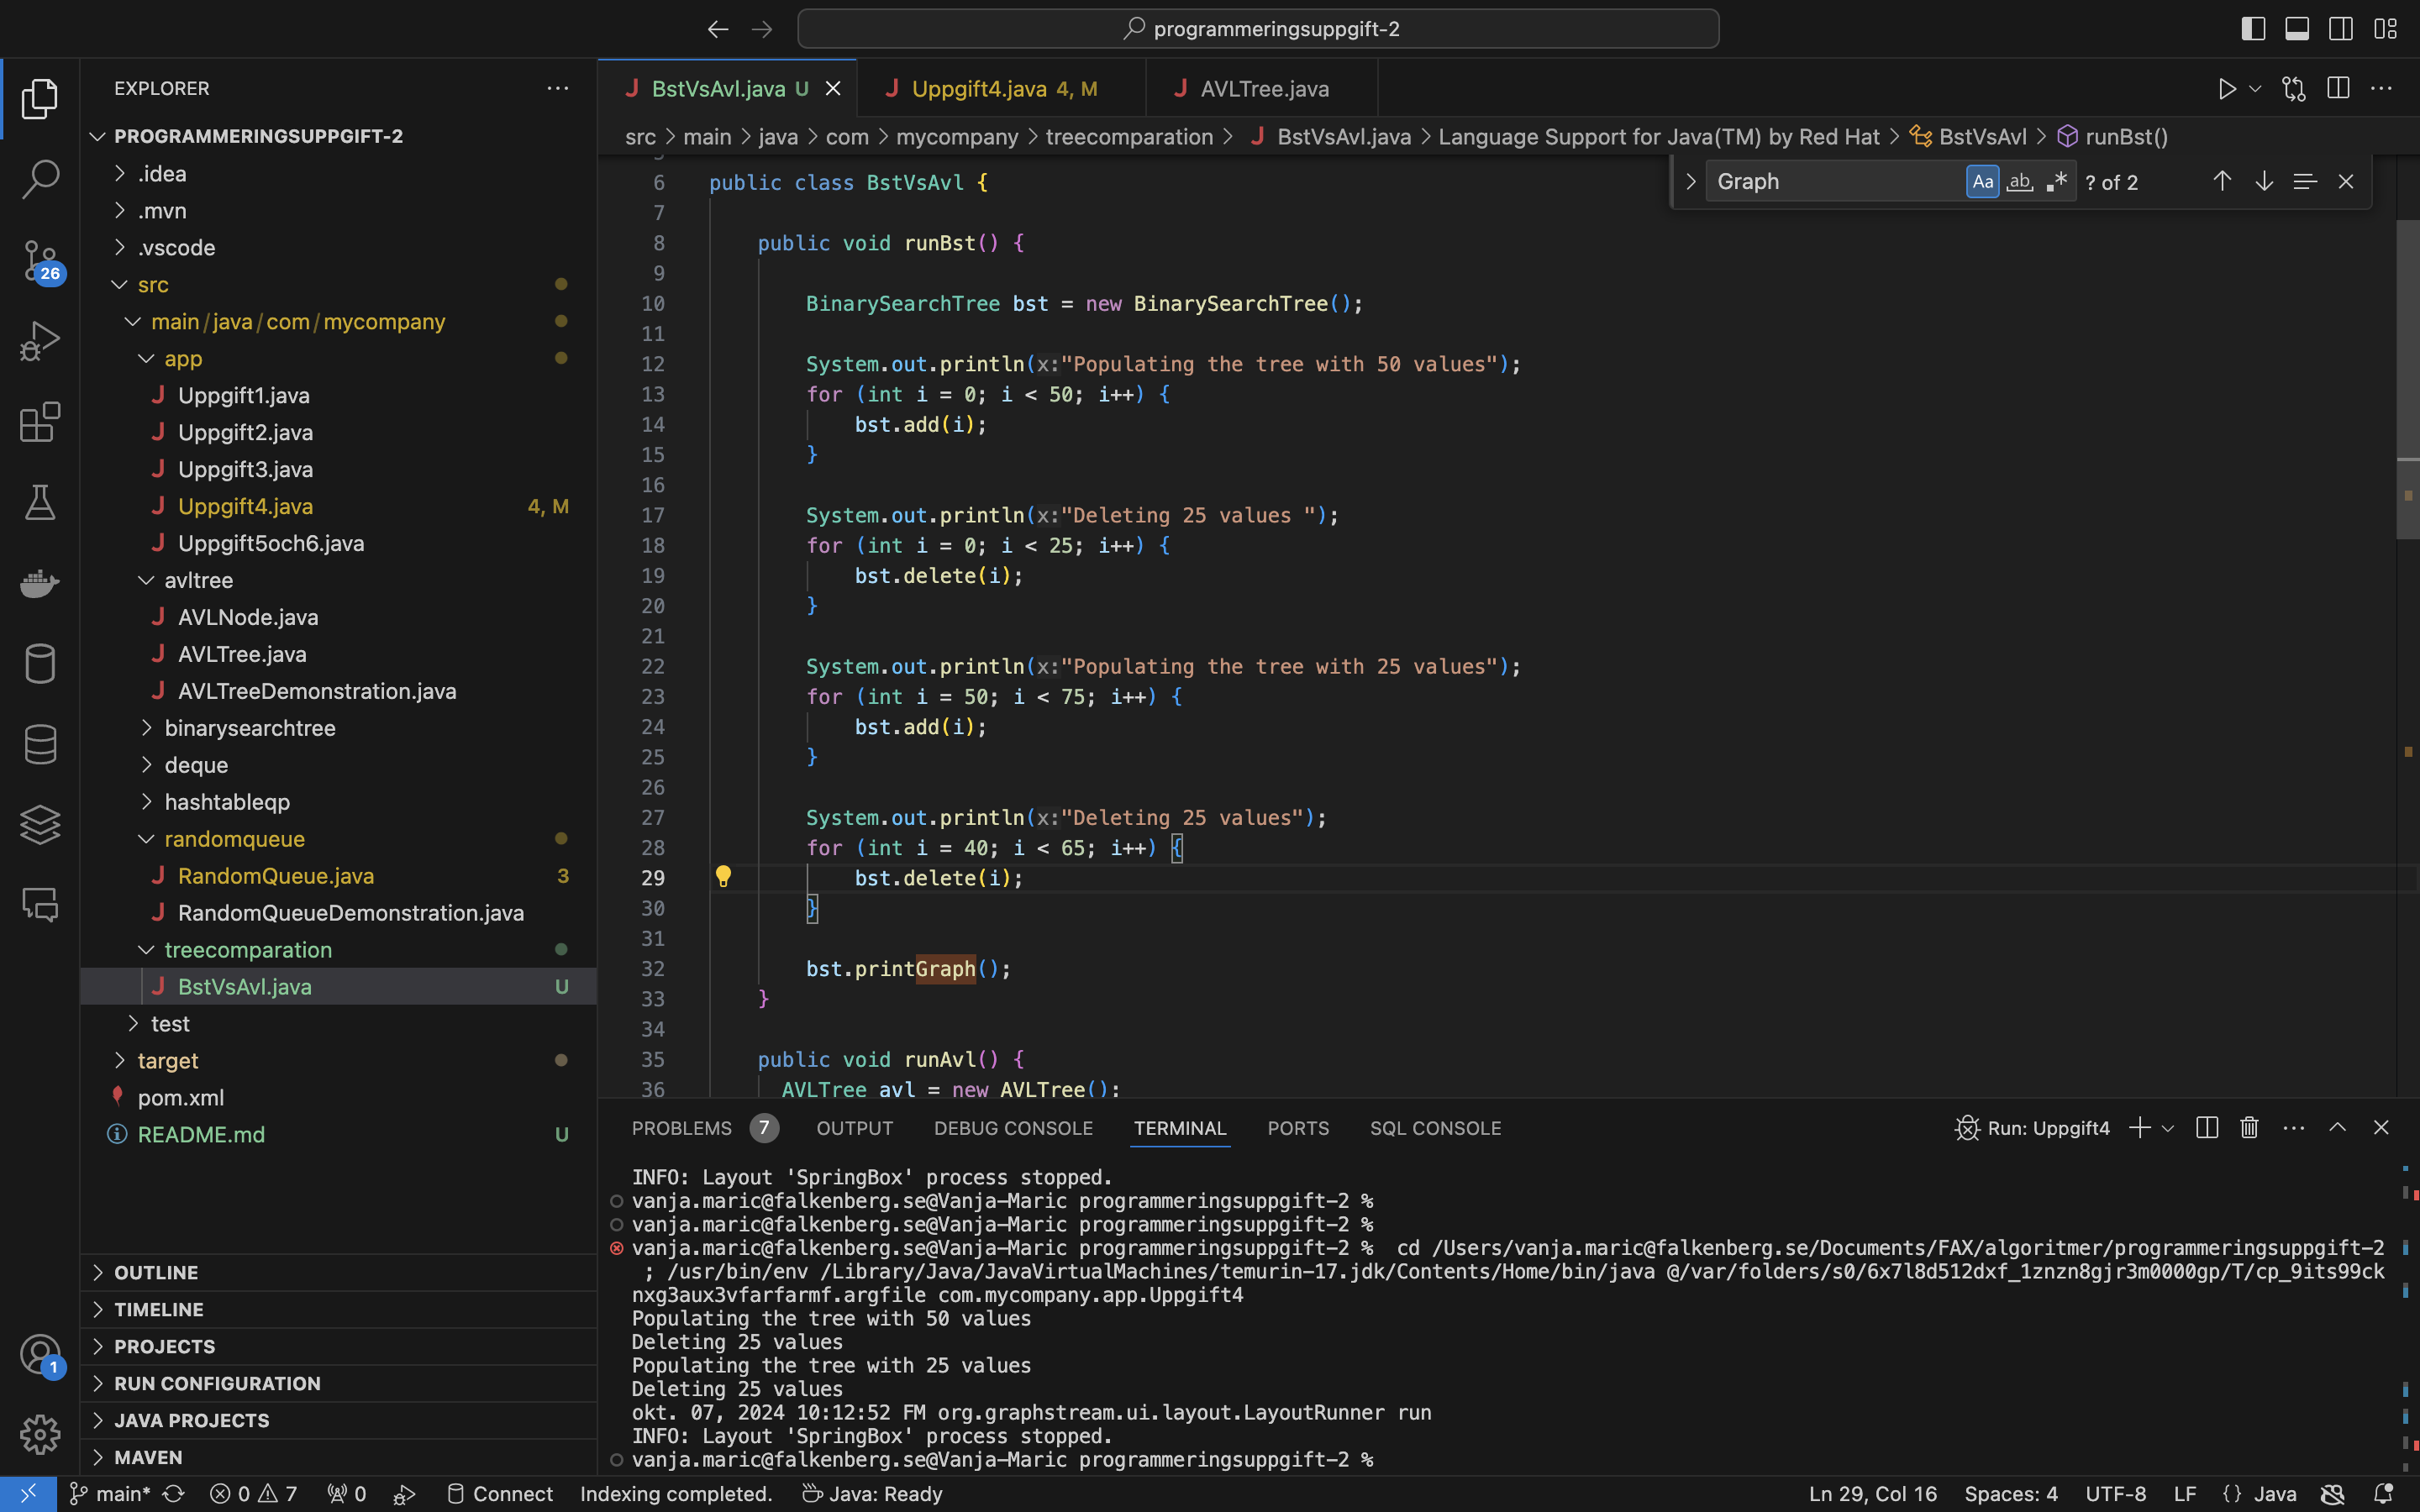 programmeringsuppgift-2
EXPLORER
PROGRAMMERINGSUPPGIFT-2
.idea
.mvn
.vscode
src
main/java/com/mycompany
app
Uppgift1.java
Uppgift2.java
Uppgift3.java
Uppgift4.java 4, M
Uppgift5och6.java
avltree
AVLNode.java
AVLTree.java
AVLTreeDemonstration.java
binarysearchtree
deque
hashtableqp
randomqueue
RandomQueue.java 3
RandomQueueDemonstration.java
treecomparation
BstVsAvl.java U
test
target
pom.xml
README.md U
OUTLINE
TIMELINE
PROJECTS
RUN CONFIGURATION
JAVA PROJECTS
MAVEN
26
1
BstVsAvl.java U Uppgift4.java 4, M AVLTree.java
src > main > java > com > mycompany > treecomparation > BstVsAvl.java > Language Support for Java(TM) by Red Hat > BstVsAvl > runBst()
Graph Aa ab .* ? of 2
6 public class BstVsAvl {
7
8 public void runBst() {
9
10 BinarySearchTree bst = new BinarySearchTree();
11
12 System.out.println(x:"Populating the tree with 50 values");
13 for (int i = 0; i < 50; i++) {
14 bst.add(i);
15 }
16
17 System.out.println(x:"Deleting 25 values ");
18 for (int i = 0; i < 25; i++) {
19 bst.delete(i);
20 }
21
22 System.out.println(x:"Populating the tree with 25 values");
23 for (int i = 50; i < 75; i++) {
24 bst.add(i);
25 }
26
27 System.out.println(x:"Deleting 25 values");
28 for (int i = 40; i < 65; i++) {
29 bst.delete(i);
30 }
31
32 bst.printGraph();
33 }
34
35 public void runAvl() {
36 AVLTree avl = new AVLTree();
PROBLEMS 7 OUTPUT DEBUG CONSOLE TERMINAL PORTS SQL CONSOLE Run: Uppgift4
INFO: Layout 'SpringBox' process stopped.
vanja.maric@falkenberg.se@Vanja-Maric programmeringsuppgift-2 %
vanja.maric@falkenberg.se@Vanja-Maric programmeringsuppgift-2 %
vanja.maric@falkenberg.se@Vanja-Maric programmeringsuppgift-2 %  cd /Users/vanja.maric@falkenberg.se/Documents/FAX/algoritmer/programmeringsuppgift-2
; /usr/bin/env /Library/Java/JavaVirtualMachines/temurin-17.jdk/Contents/Home/bin/java @/var/folders/s0/6x7l8d512dxf_1znzn8gjr3m0000gp/T/cp_9its99ck
nxg3aux3vfarfarmf.argfile com.mycompany.app.Uppgift4
Populating the tree with 50 values
Deleting 25 values
Populating the tree with 25 values
Deleting 25 values
okt. 07, 2024 10:12:52 FM org.graphstream.ui.layout.LayoutRunner run
INFO: Layout 'SpringBox' process stopped.
vanja.maric@falkenberg.se@Vanja-Maric programmeringsuppgift-2 %
main* 0 7 0 Connect Indexing completed. Java: Ready Ln 29, Col 16 Spaces: 4 UTF-8 LF {} Java